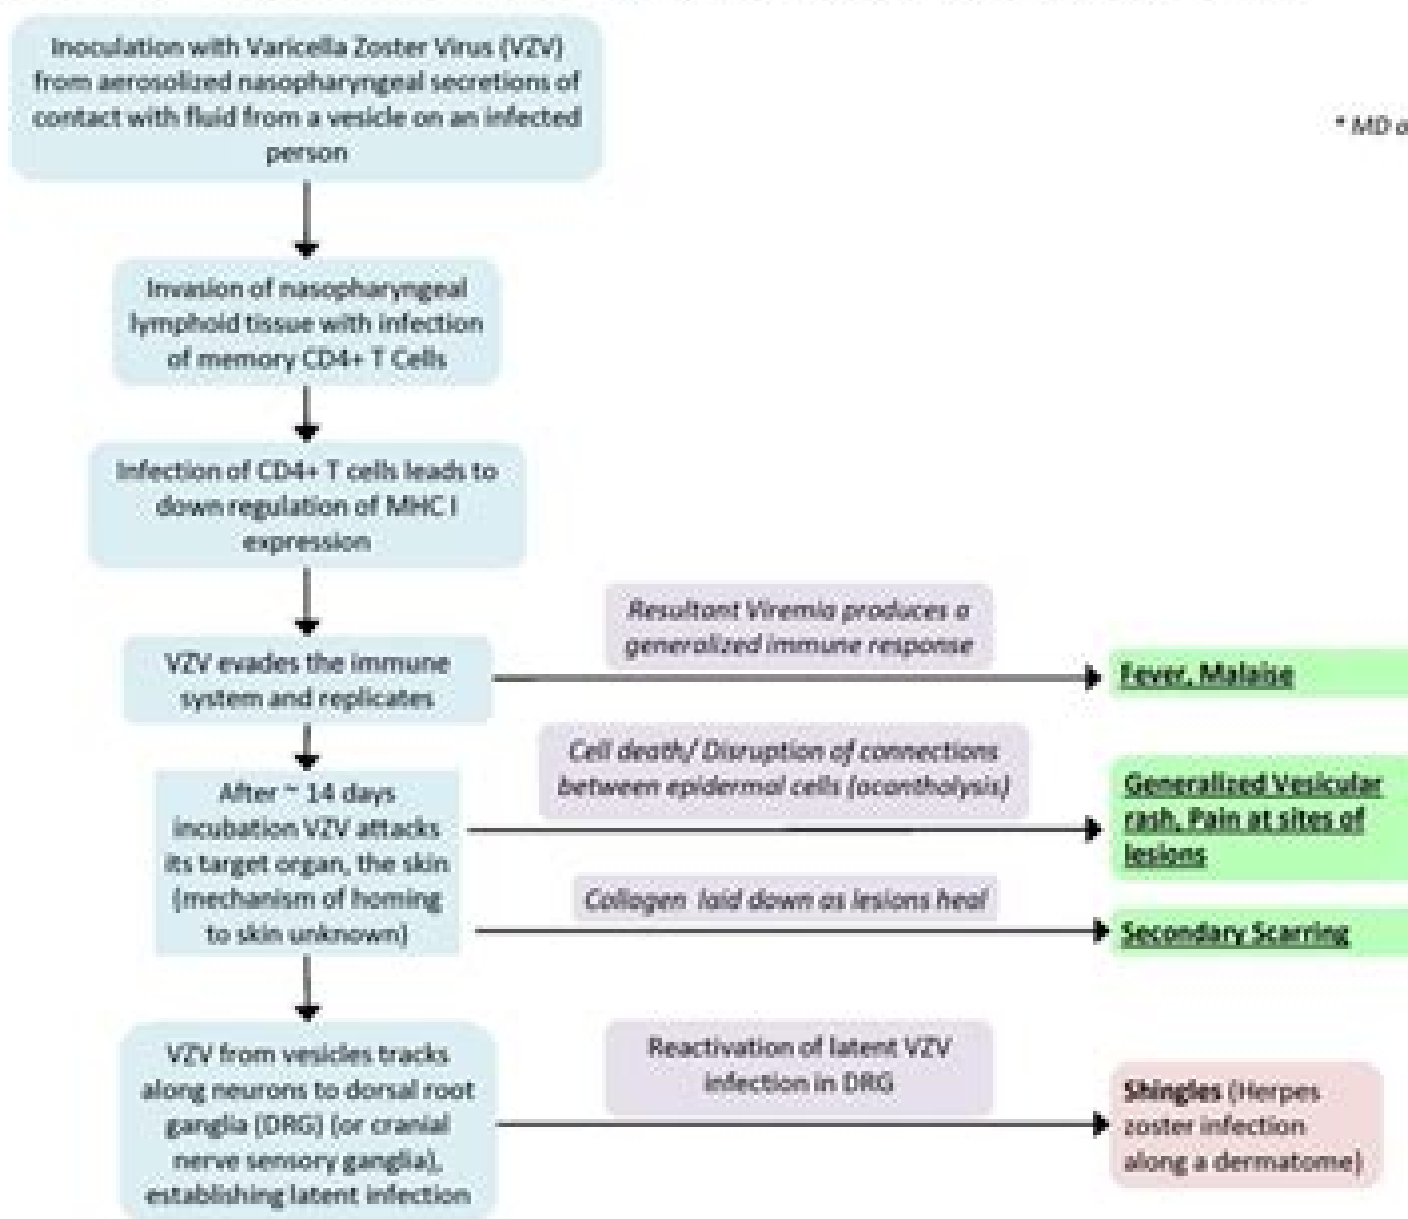 Inoculation with Varicella Zoster Virus (VZV)
from aerosolized nasopharyngeal secretions of
contact with fluid from a vesicle on an infected
person
* MD a
Invasion of nasopharyngeal
lymphoid tissue with infection
of memory CD4+ T Cells
Infection of CD4+ T cells leads to
down regulation of MHC I
expression
Resultant Viremia produces a
generalized immune response
VZV evades the immune
system and replicates
Fever, Malaise
Cell death/ Disruption of connections
between epidermal cells (acantholysis)
After ~ 14 days
incubation VZV attacks
its target organ, the skin
(mechanism of homing
to skin unknown)
Generalized Vesicular
rash, Pain at sites of
lesions
Collagen laid down as lesions heal
Secondary Scarring
VZV from vesicles tracks
along neurons to dorsal root
ganglia (DRG) (or cranial
nerve sensory ganglia),
establishing latent infection
Reactivation of latent VZV
infection in DRG
Shingles (Herpes
zoster infection
along a dermatome)